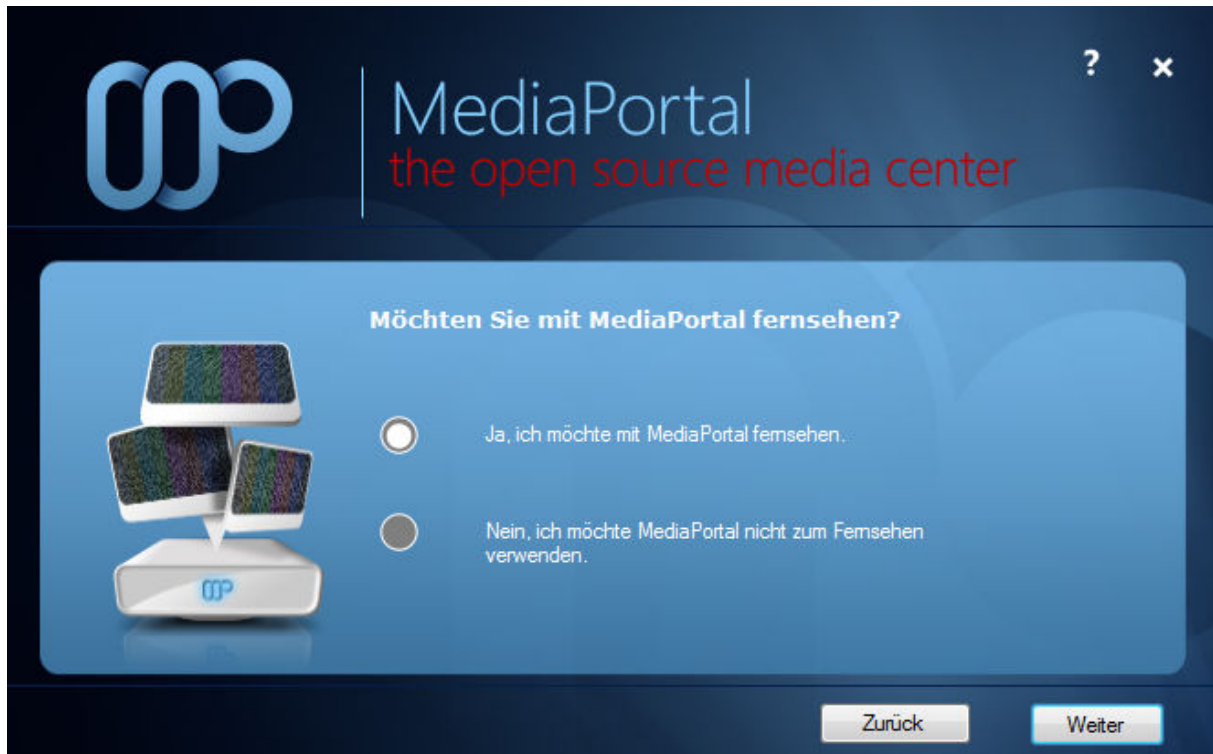 ? ×
MediaPortal
the open source media center
Möchten Sie mit MediaPortal fernsehen?
Ja, ich möchte mit MediaPortal fernsehen.
Nein, ich möchte MediaPortal nicht zum Fernsehen
verwenden.
Zurück
Weiter